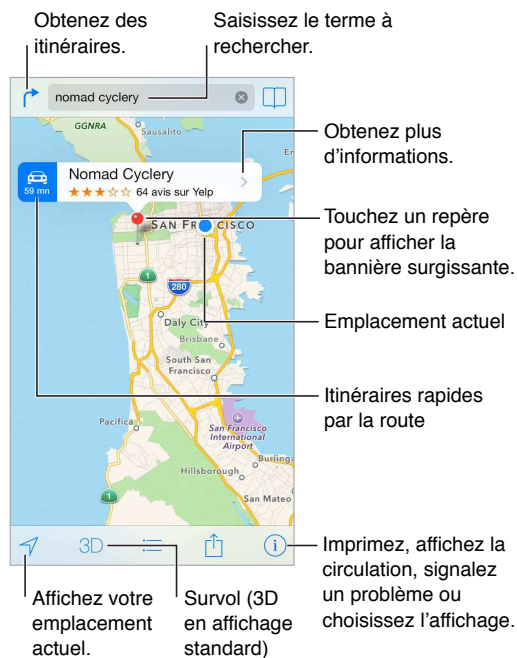 Obtenez des
itinéraires.
Saisissez le terme à
rechercher.
nomad cyclery
GGNRA
Sausalito
En
Obtenez plus
d'informations.
59 mn
Nomad Cyclery
64 avis sur Yelp
SAN FRANCISCO
Touchez un repère
pour afficher la
bannière surgissante.
1
280
Emplacement actuel
Daly City
Brisbane
South San
Francisco
Itinéraires rapides
par la route
Pacifica
San Francisco
International
Airport
Burlinga
Hillsborough
1
San Mateo
3D
Imprimez, affichez la
circulation, signalez
un problème ou
choisissez l'affichage.
Affichez votre
emplacement
actuel.
Survol (3D
en affichage
standard)